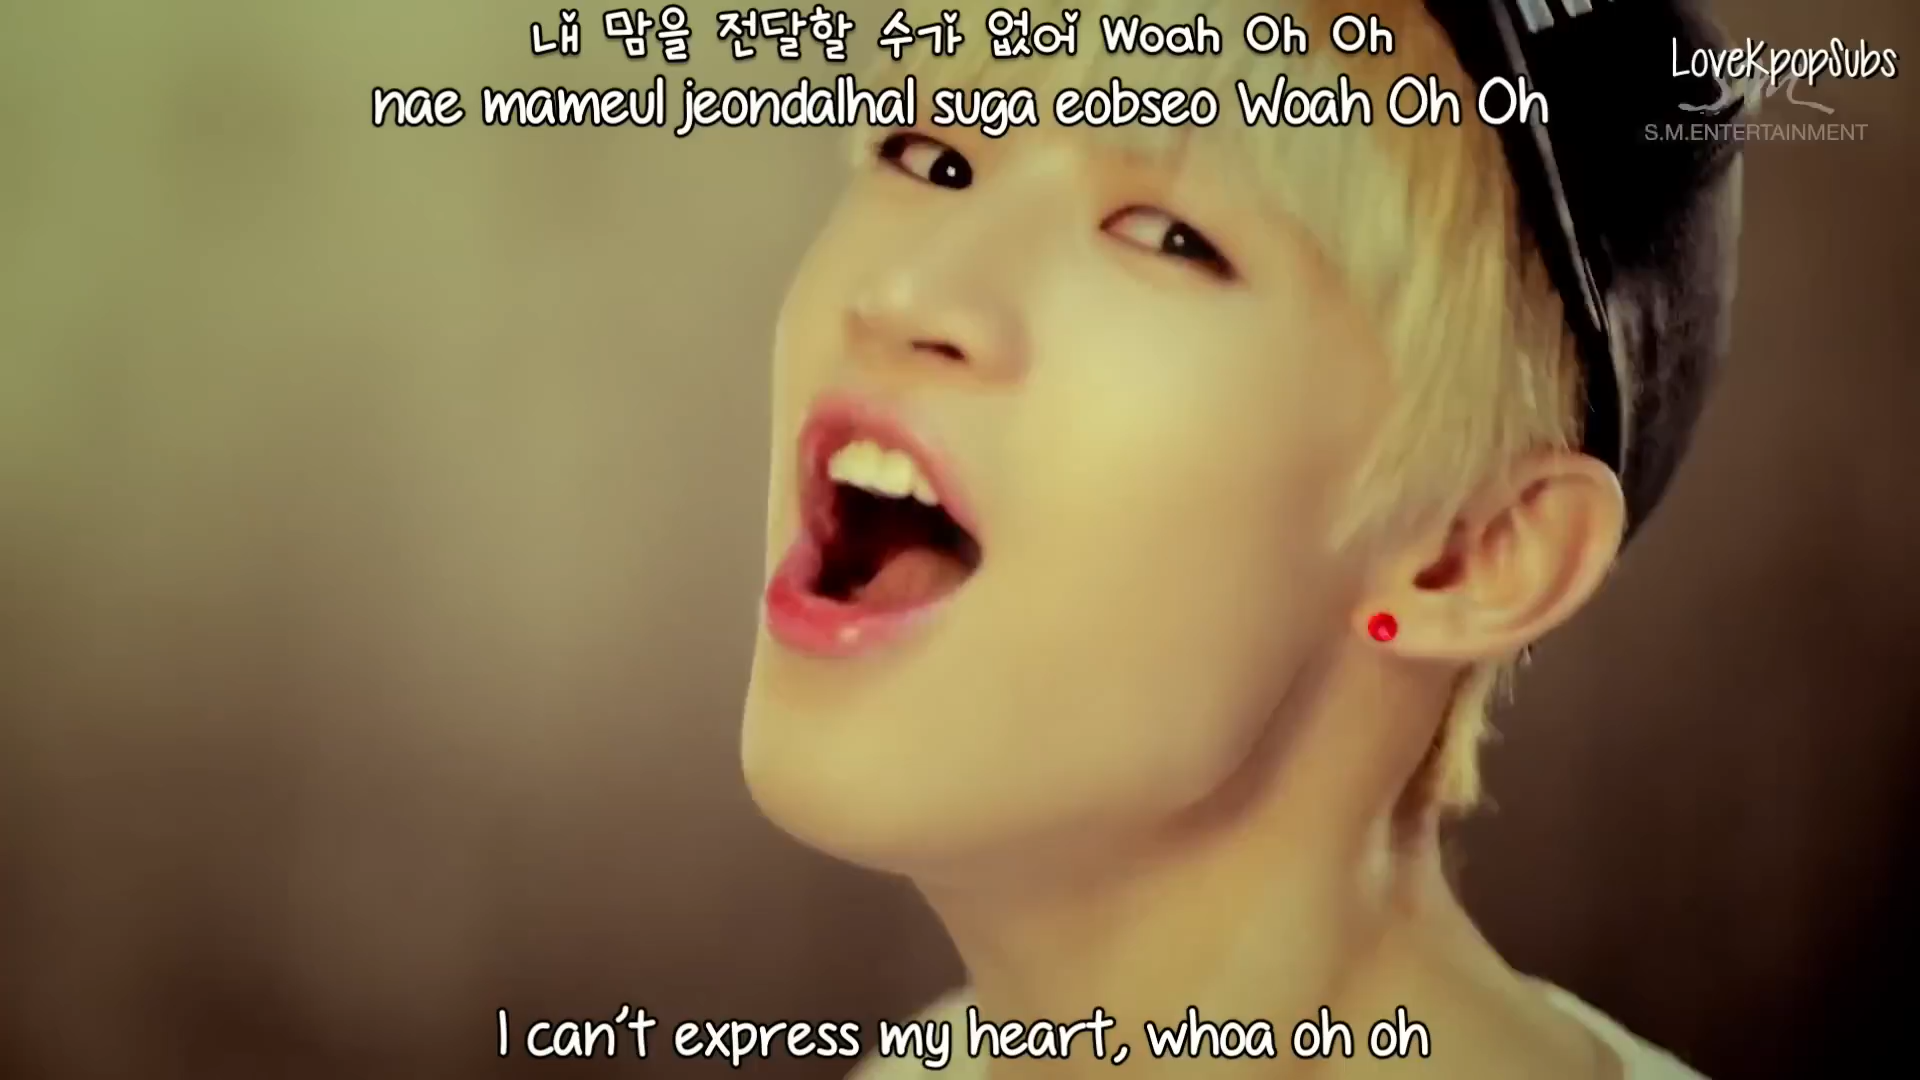 내 맘을 전달할 수가 없어 Woah Oh Oh
nae mameul jeondalhal suga eobseo Woah Oh Oh
LoveKpopSubs
SM
S.M.ENTERTAINMENT
I can't express my heart, whoa oh oh